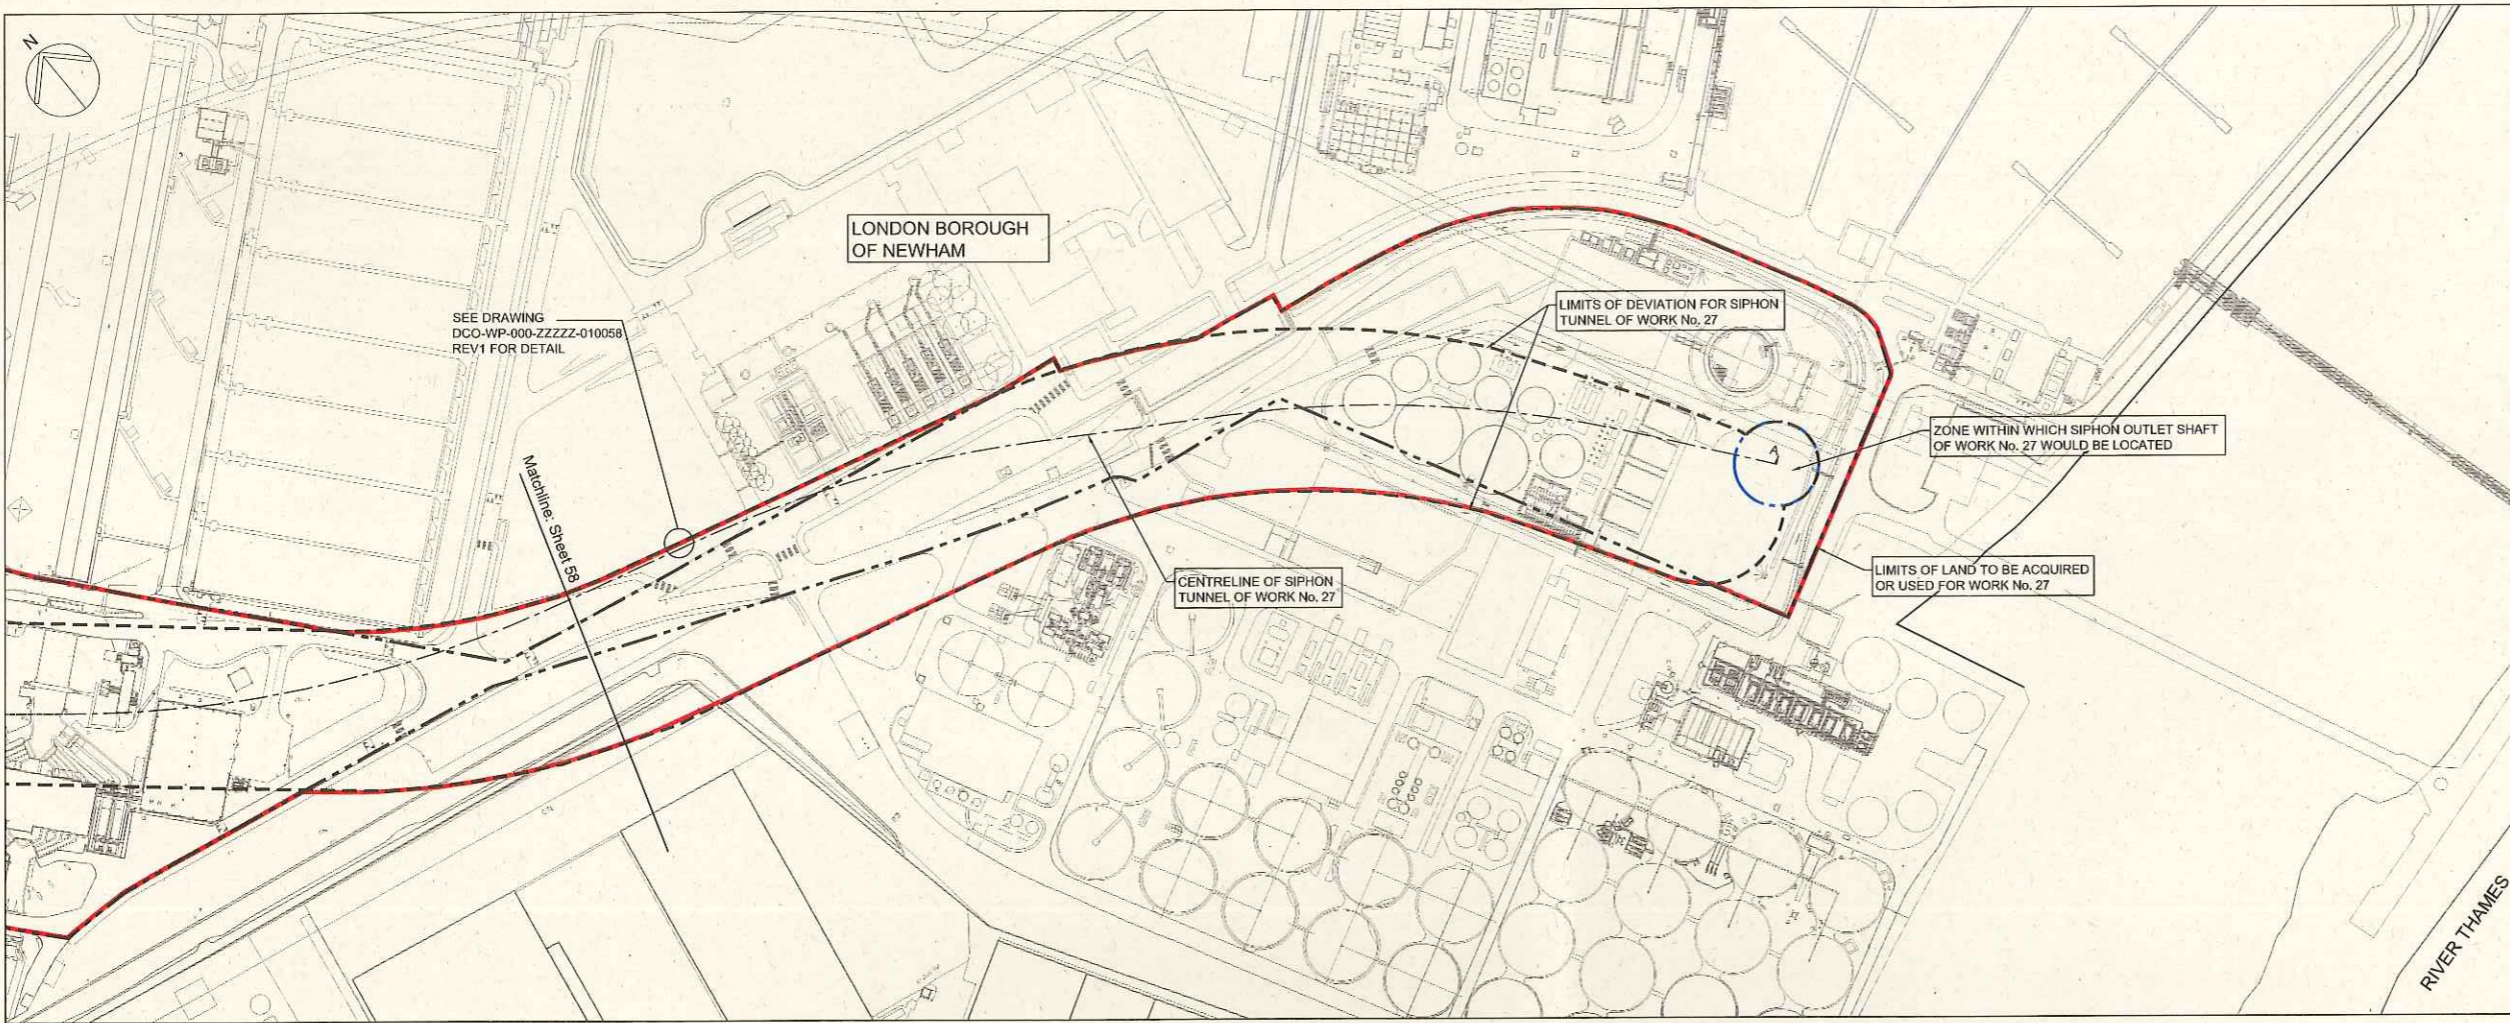 N
LONDON BOROUGH
OF NEWHAM
SEE DRAWING
DCO-WP-000-ZZZZZ-010058
REV1 FOR DETAIL
LIMITS OF DEVIATION FOR SIPHON
TUNNEL OF WORK No. 27
ZONE WITHIN WHICH SIPHON OUTLET SHAFT
OF WORK No. 27 WOULD BE LOCATED
A
Matchline: Sheet 58
CENTRELINE OF SIPHON
TUNNEL OF WORK No. 27
LIMITS OF LAND TO BE ACQUIRED
OR USED FOR WORK No. 27
RIVER THAMES